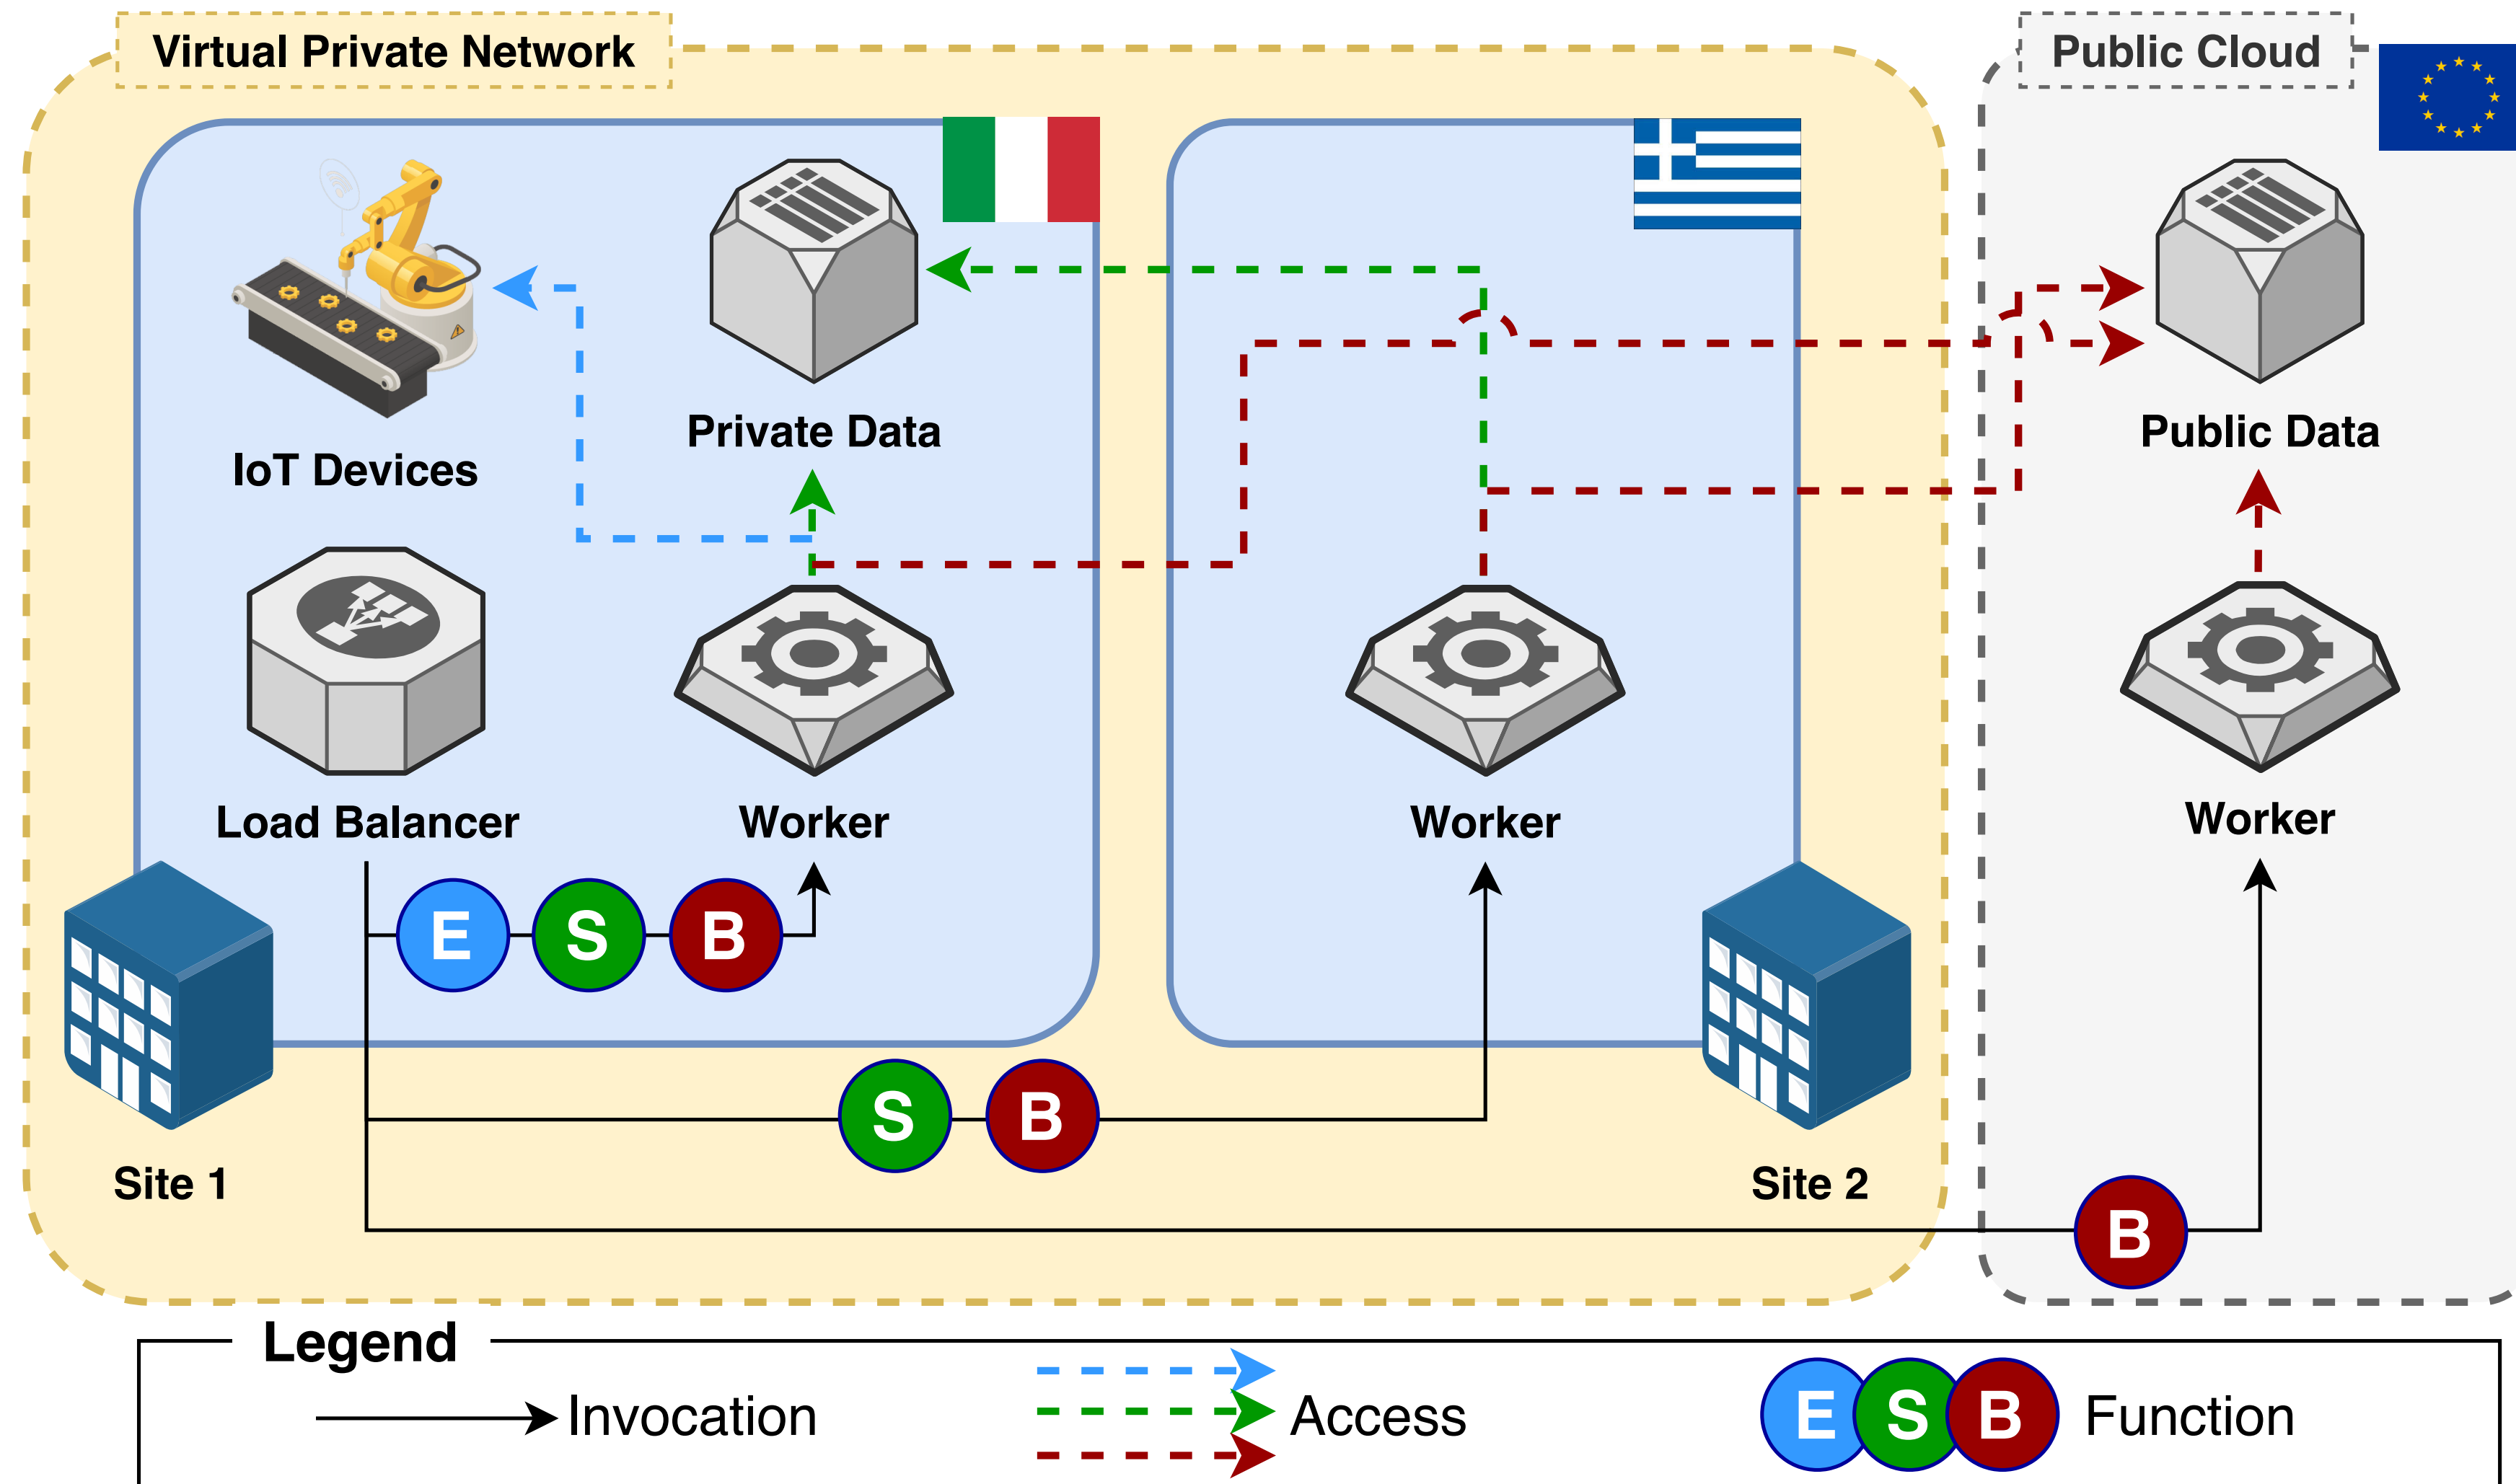 Virtual Private Network
Public Cloud
IoT Devices
Private Data
Public Data
Load Balancer
Worker
Worker
Worker
E S B
S B
B
Site 1
Site 2
Legend
Invocation
Access
E S B
Function